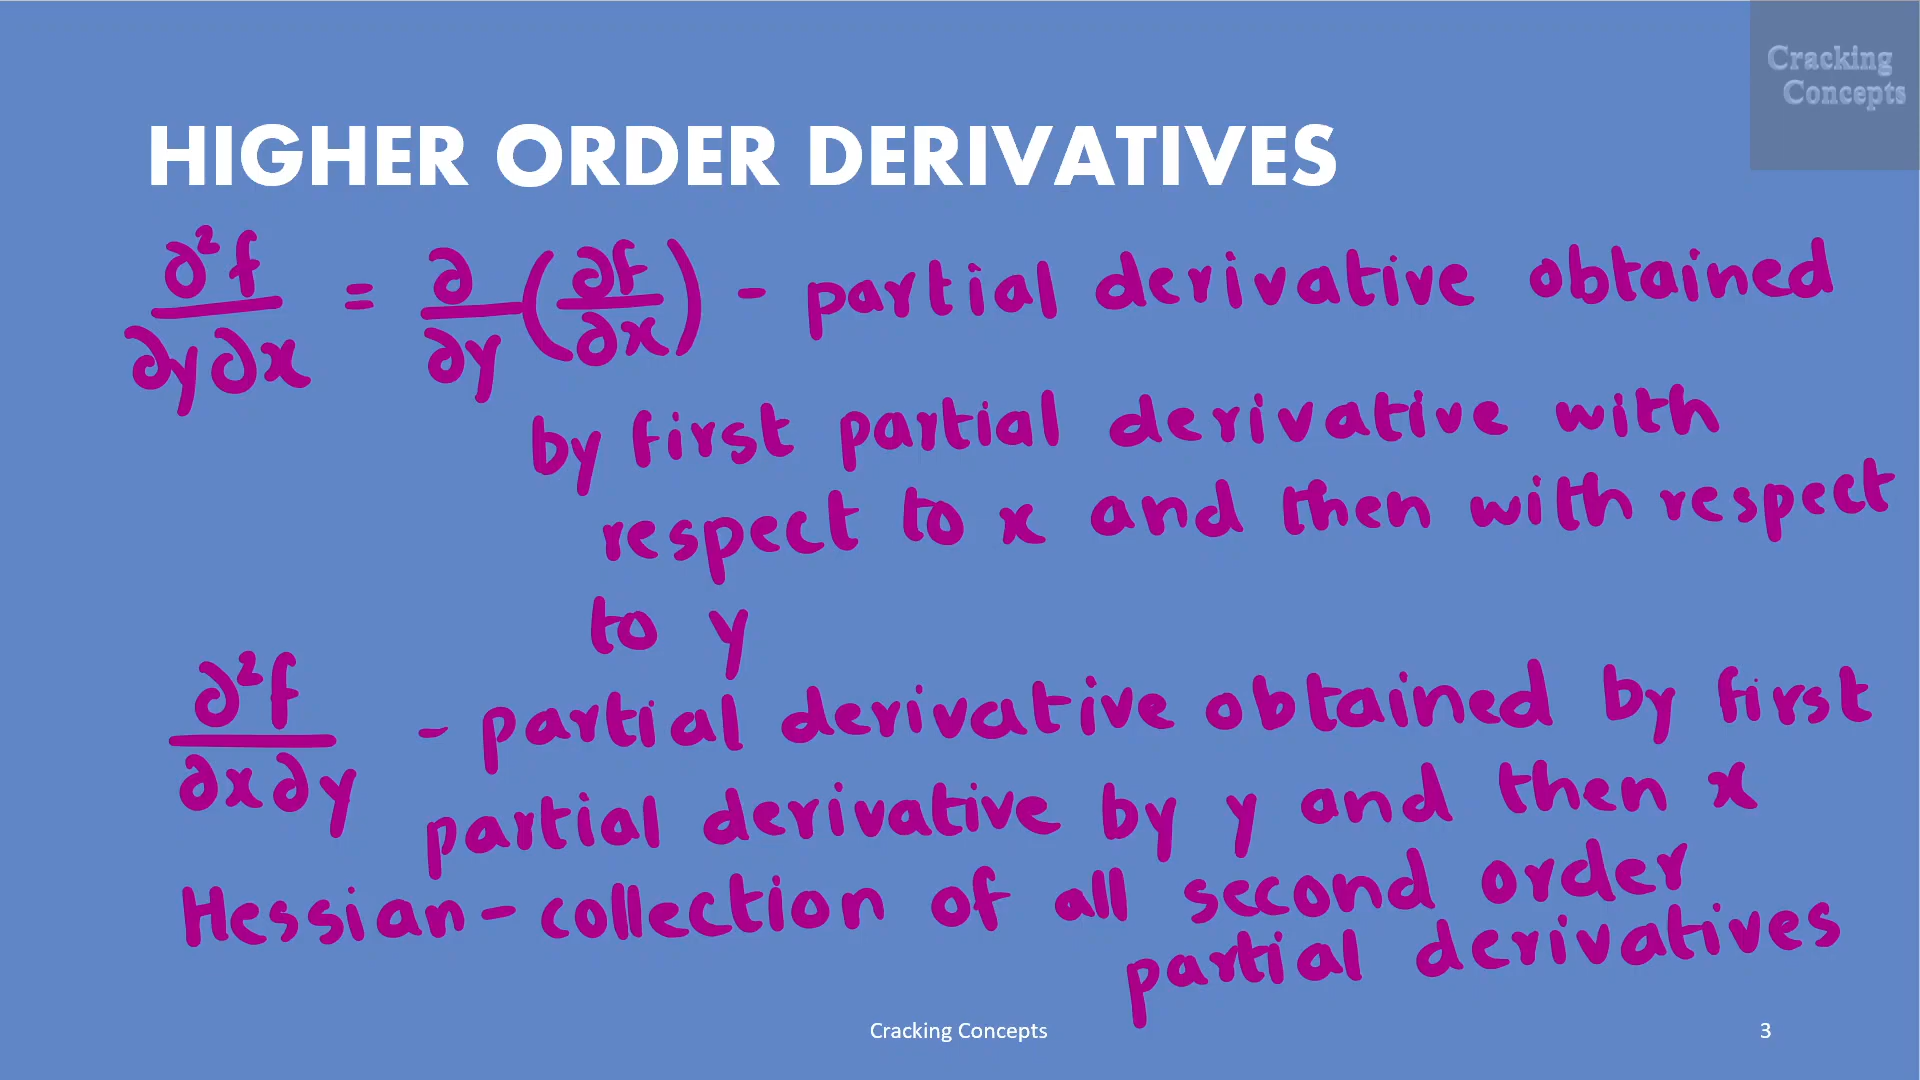 Cracking
Concepts
HIGHER ORDER DERIVATIVES
∂²f/∂y∂x = ∂/∂y (∂f/∂x) - partial derivative obtained
by first partial derivative with
respect to x and then with respect
to y
∂²f/∂x∂y - partial derivative obtained by first
partial derivative by y and then x
Hessian - collection of all second order
partial derivatives
Cracking Concepts
3